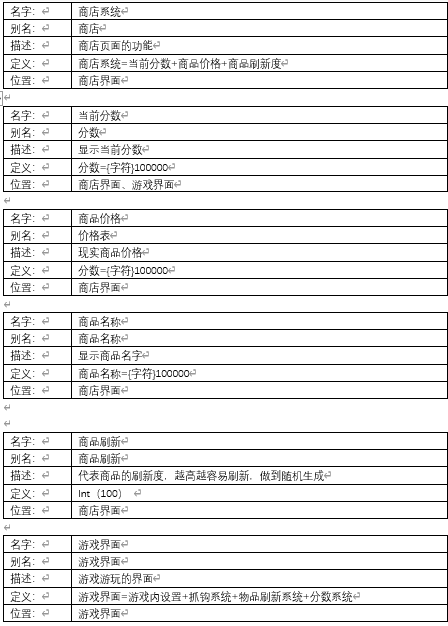 名字: 商店系统
别名: 商店
描述: 商店页面的功能
定义: 商店系统=当前分数+商品价格+商品刷新度
位置: 商店界面
名字: 当前分数
别名: 分数
描述: 显示当前分数
定义: 分数={字符}100000
位置: 商店界面、游戏界面
名字: 商品价格
别名: 价格表
描述: 现实商品价格
定义: 分数={字符}100000
位置: 商店界面
名字: 商品名称
别名: 商品名称
描述: 显示商品名字
定义: 商品名称={字符}100000
位置: 商店界面
名字: 商品刷新
别名: 商品刷新
描述: 代表商品的刷新度，越高越容易刷新，做到随机生成
定义: Int（100）
位置: 商店界面
名字: 游戏界面
别名: 游戏界面
描述: 游戏游玩的界面
定义: 游戏界面=游戏内设置+抓钩系统+物品刷新系统+分数系统
位置: 游戏界面